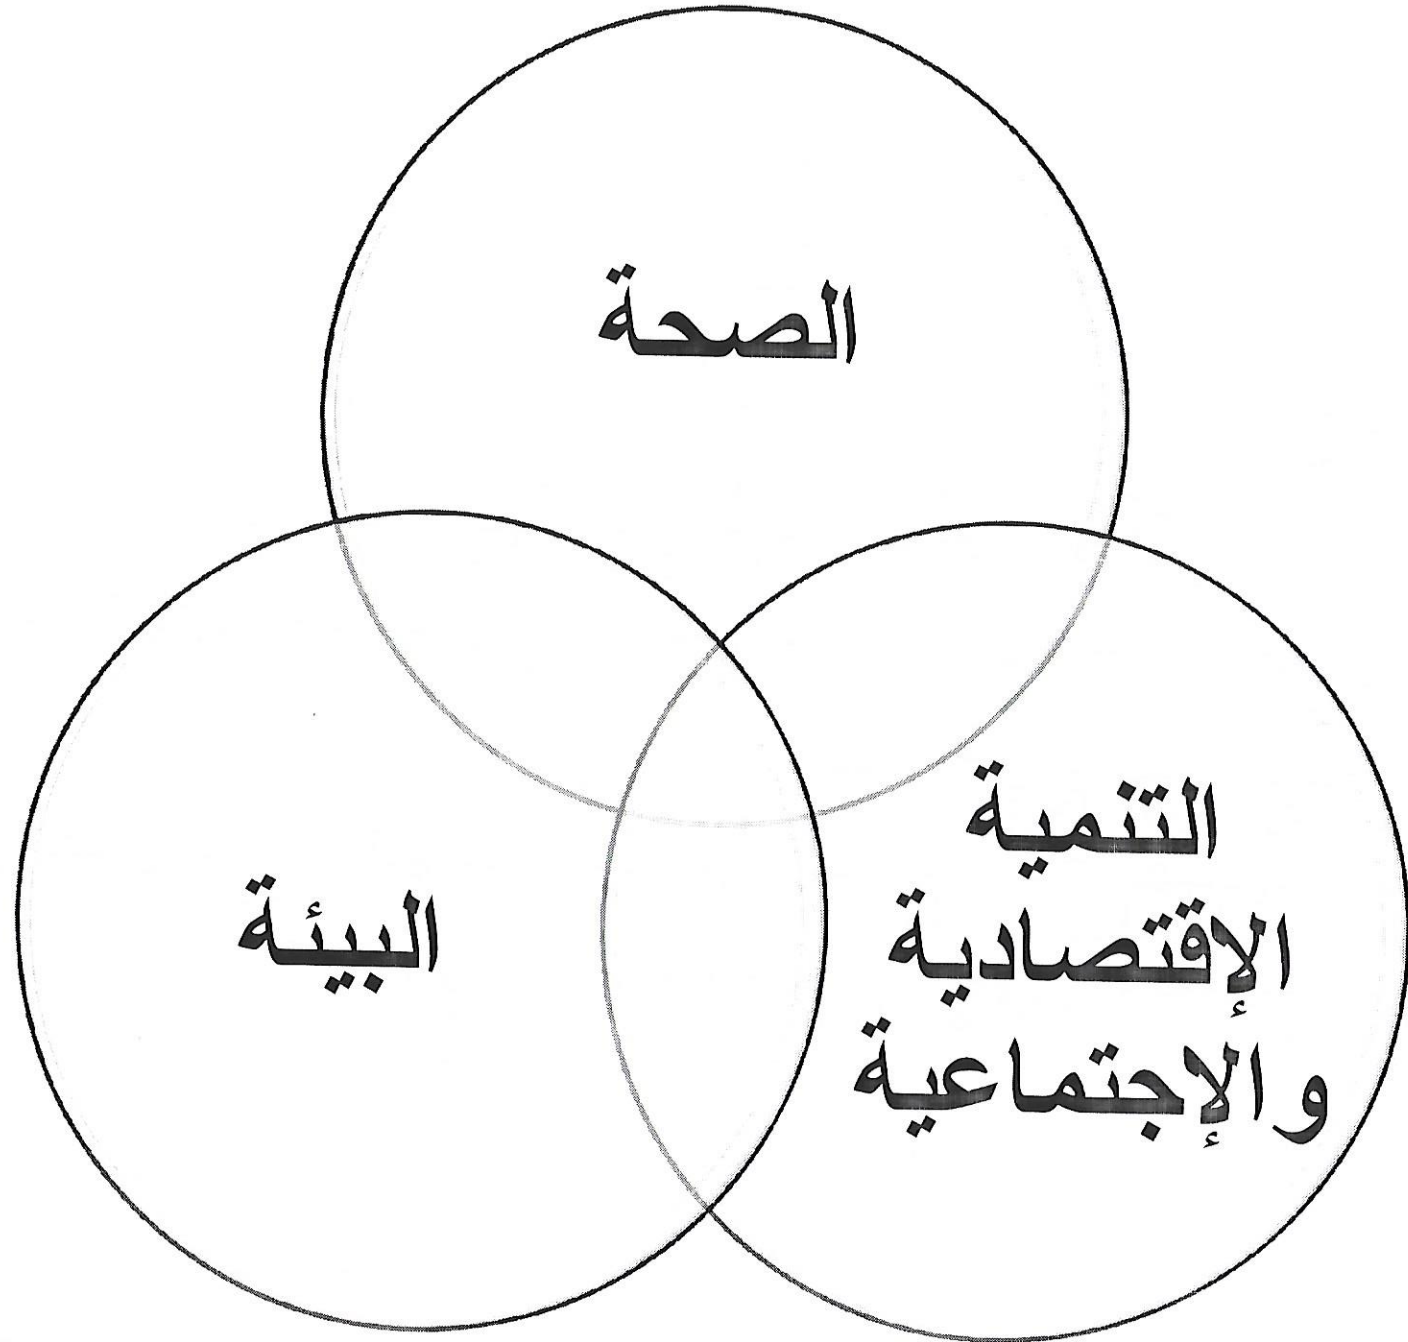 الصحة
البيئة
التنمية
الإقتصادية
والإجتماعية